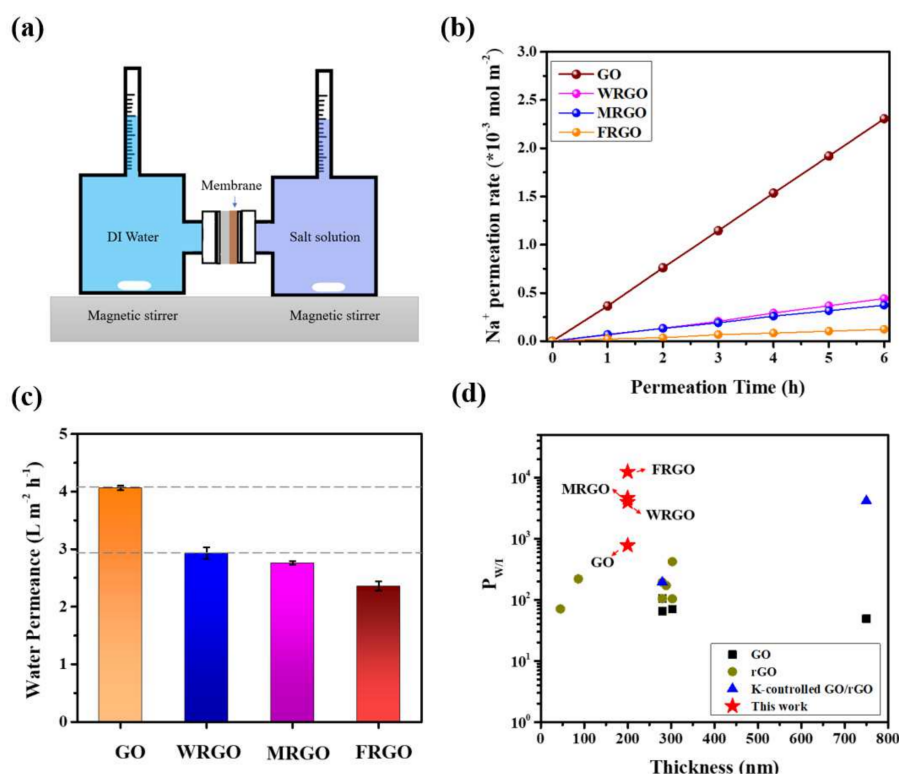 (a)
Membrane
DI Water
Salt solution
Magnetic stirrer
Magnetic stirrer
(b)
GO
WRGO
MRGO
FRGO
Na⁺ permeation rate (*10⁻³ mol m⁻²)
2.5
2.0
1.5
1.0
0.5
0.0
0 1 2 3 4 5 6
Permeation Time (h)
(c)
Water Permeance (L m⁻² h⁻¹)
5
4
3
2
1
0
GO WRGO MRGO FRGO
(d)
P_W/I
10⁴
10³
10²
10¹
10⁰
FRGO
MRGO
WRGO
GO
GO
rGO
K-controlled GO/rGO
This work
0 100 200 300 400 500 600 700 800
Thickness (nm)